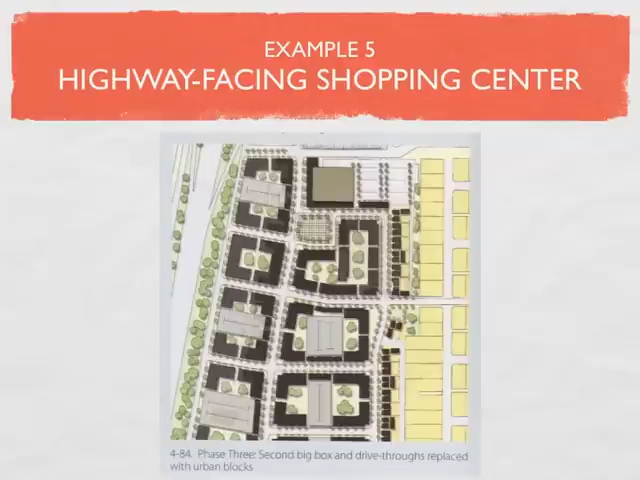 EXAMPLE 5
HIGHWAY-FACING SHOPPING CENTER
4-84. Phase Three: Second big box and drive-throughs replaced
with urban blocks